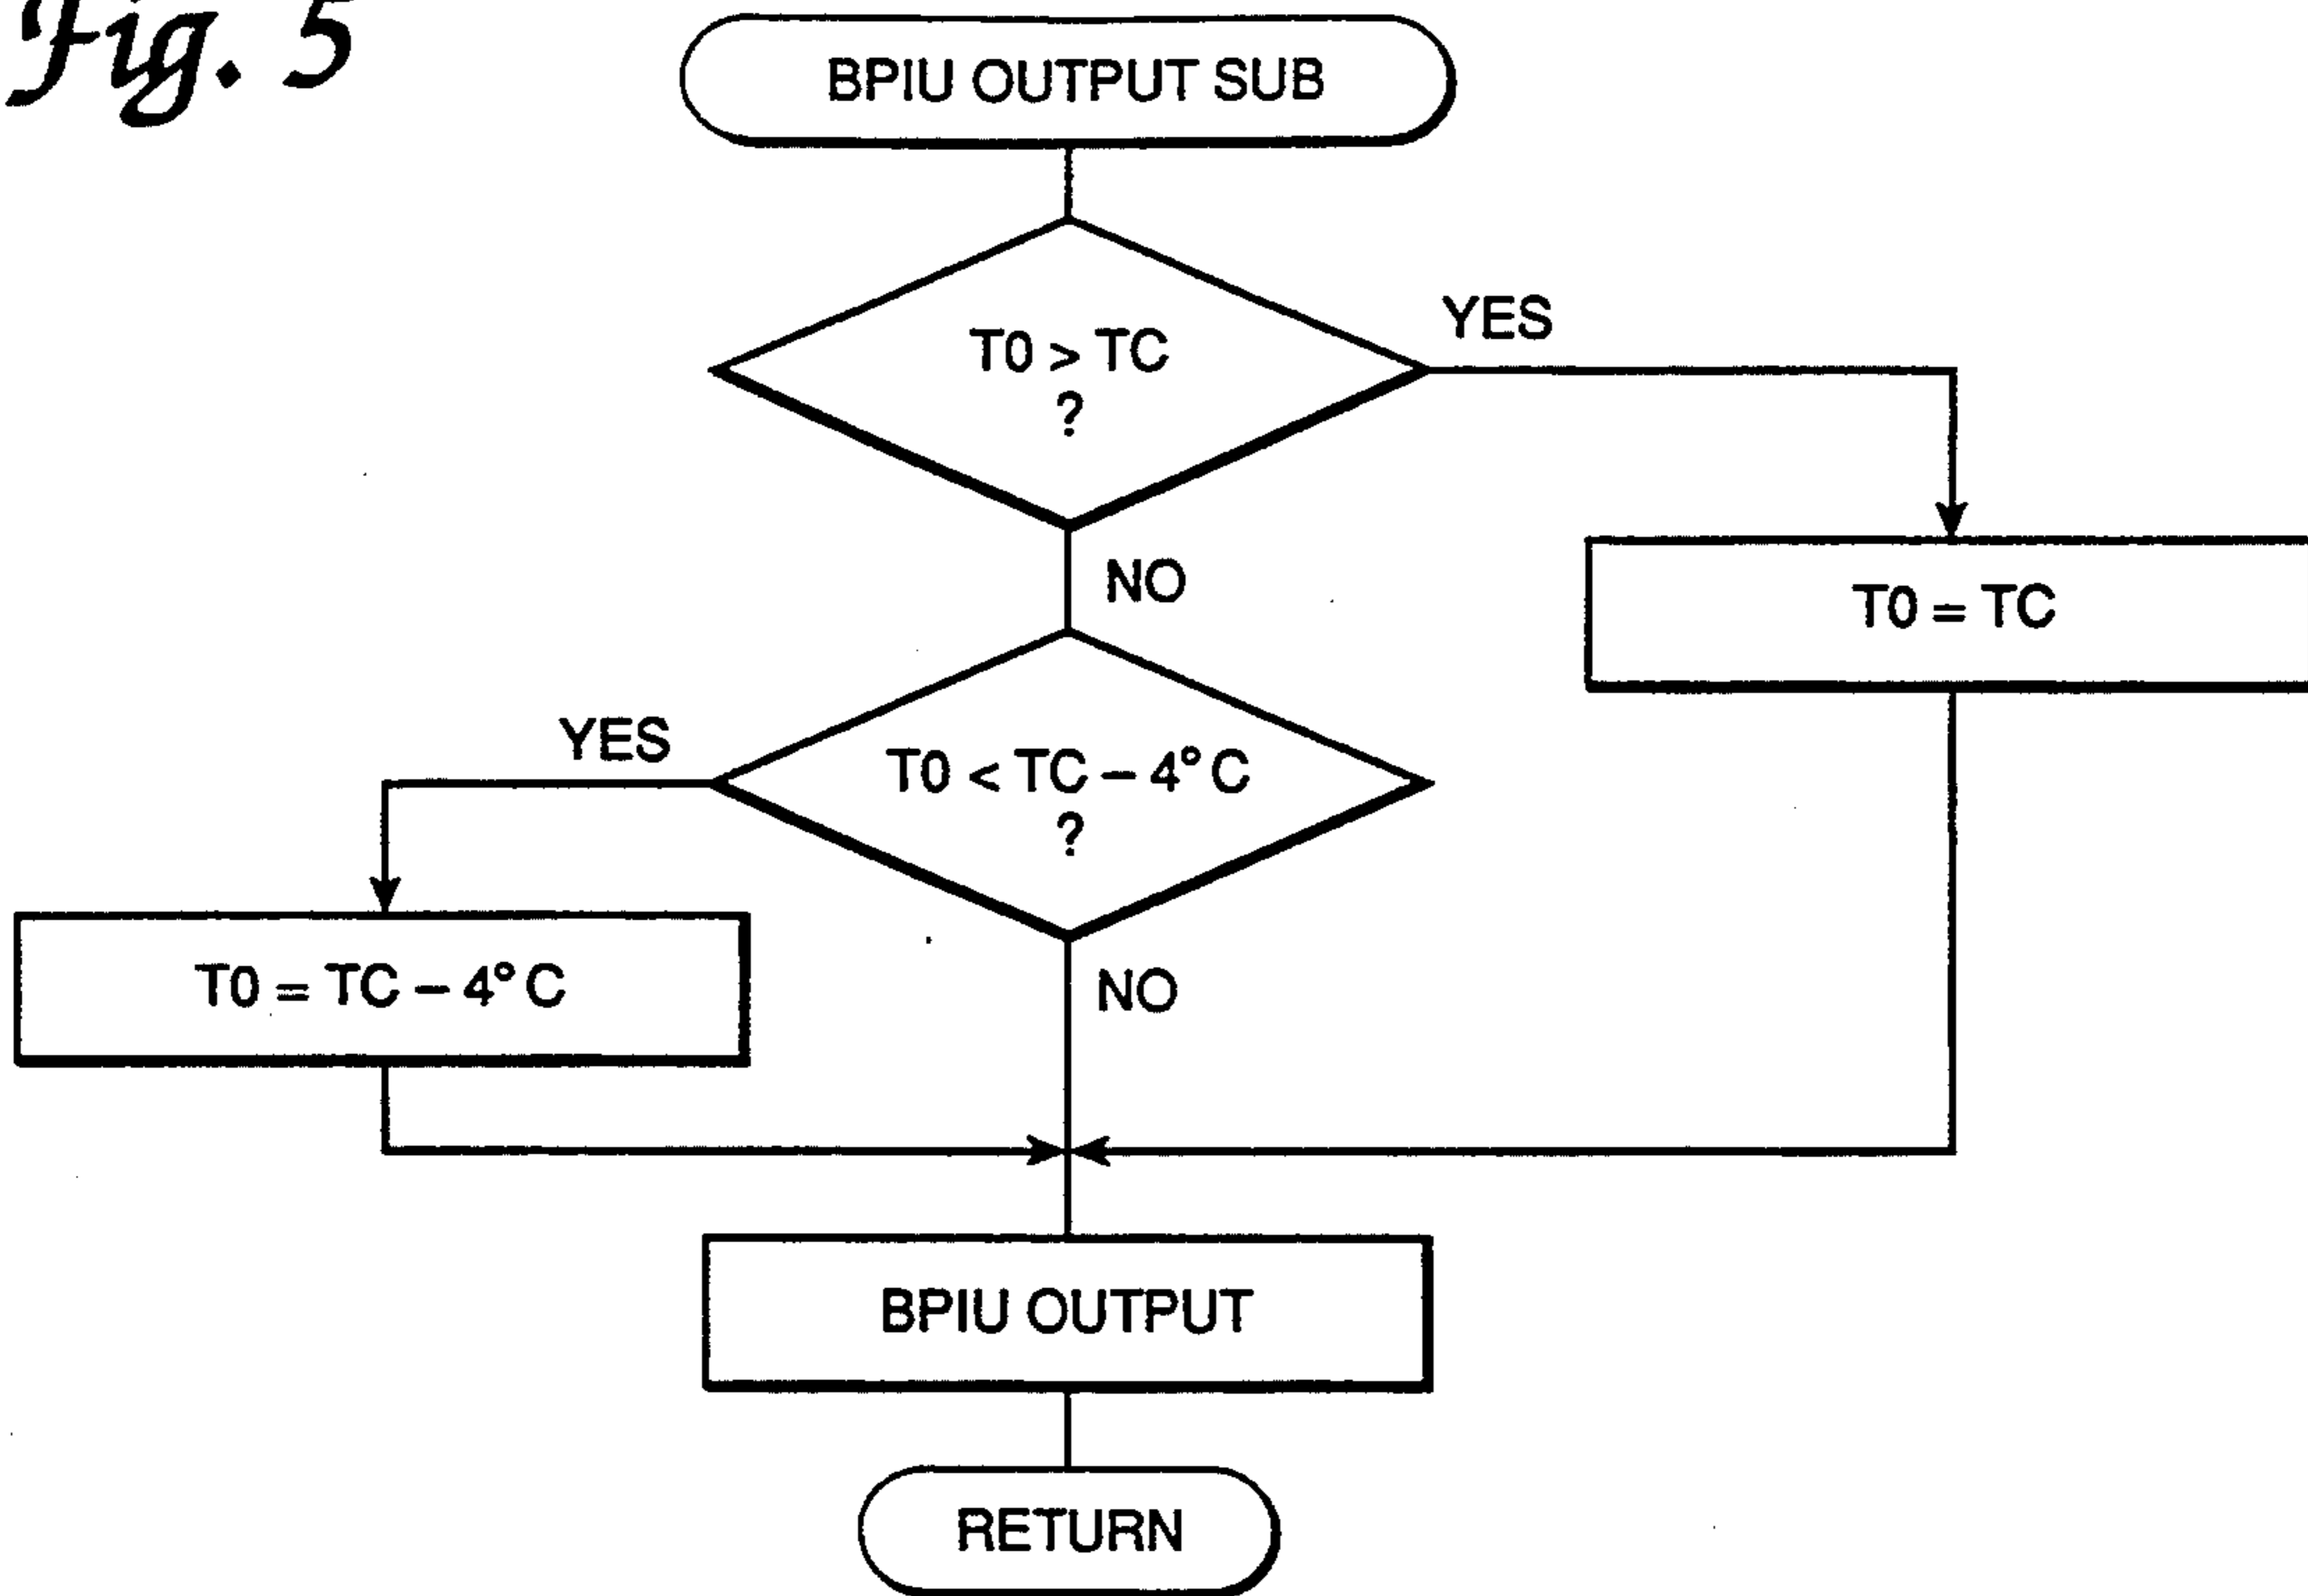 Fig. 5
BPIU OUTPUT SUB
T0 > TC
?
YES
NO
T0 = TC
T0 < TC – 4° C
?
YES
NO
T0 = TC – 4° C
BPIU OUTPUT
RETURN